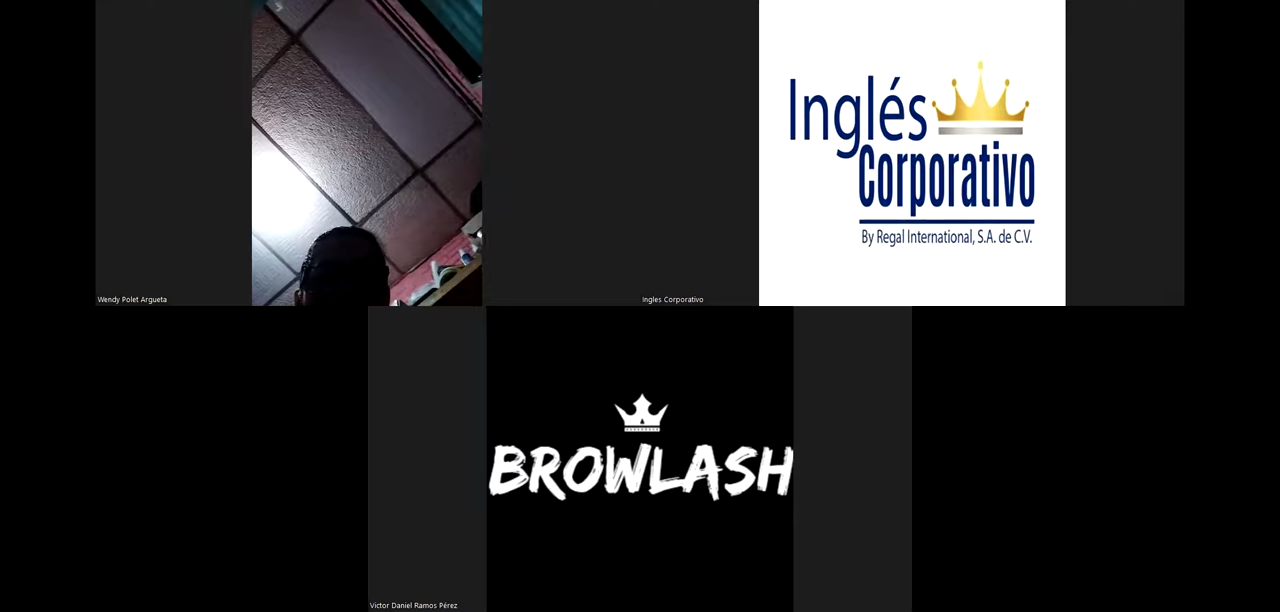 Inglés
Corporativo
By Regal International, S.A. de C.V.
Wendy Polet Argueta
Ingles Corporativo
BROWLASH
Victor Daniel Ramos Pérez